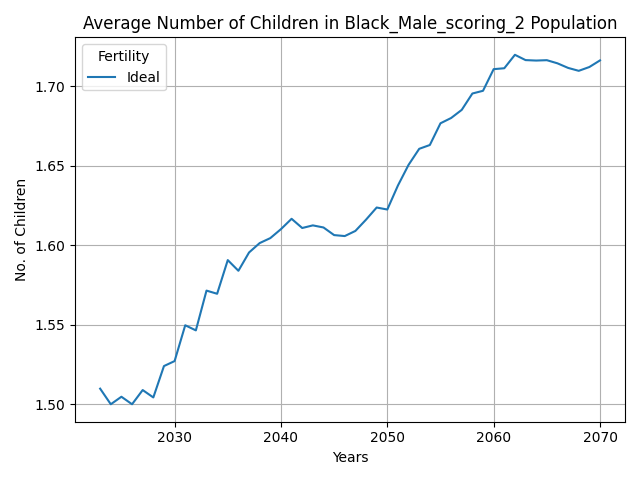 Average Number of Children in Black_Male_scoring_2 Population
Fertility
Ideal
1.70
1.65
1.60
1.55
1.50
No. of Children
2030 2040 2050 2060 2070
Years